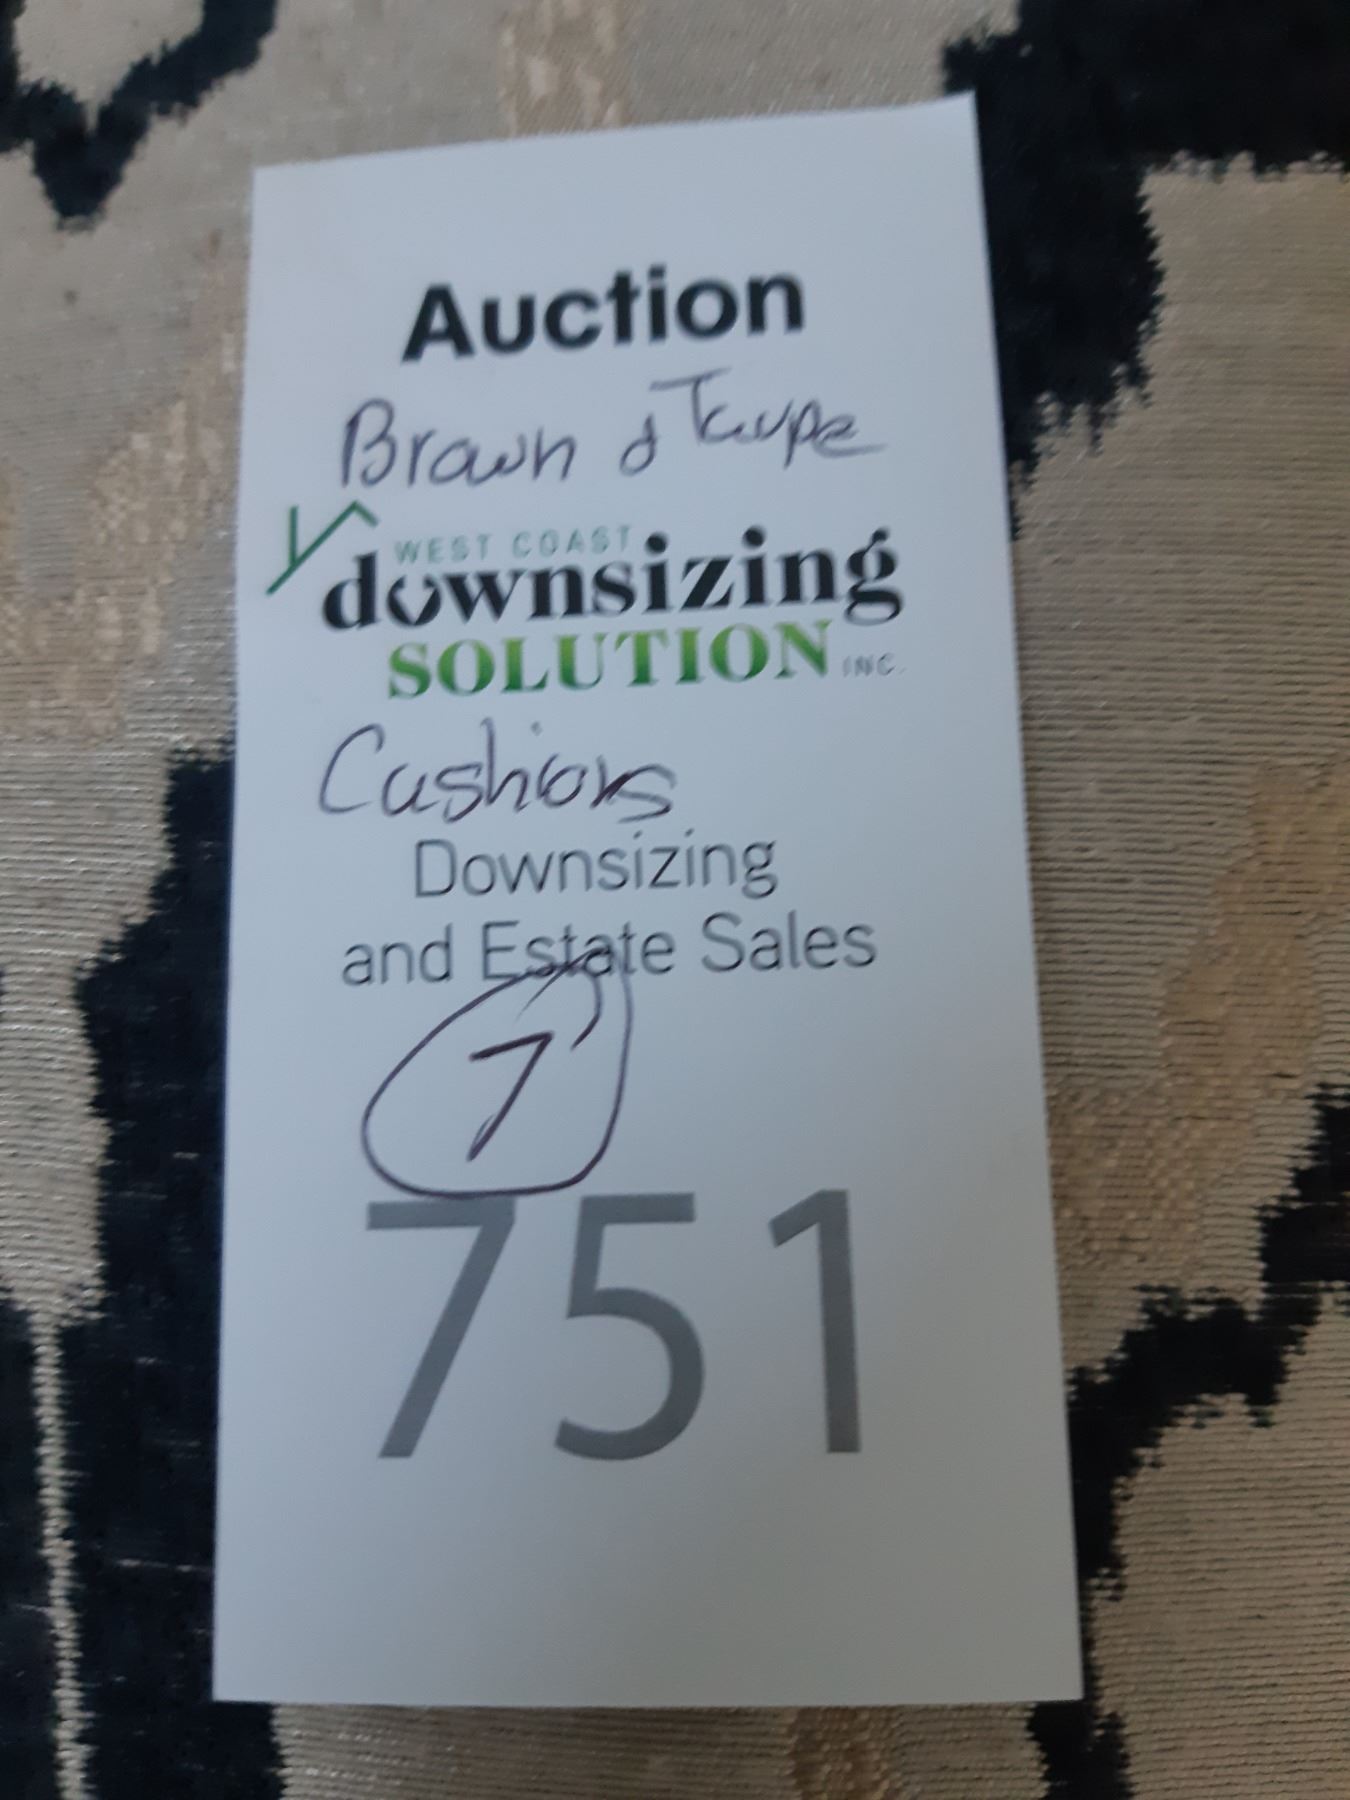 Auction
Brown & Taupe
WEST COAST
downsizing
SOLUTION INC.
Cushions
Downsizing
and Estate Sales
7
751